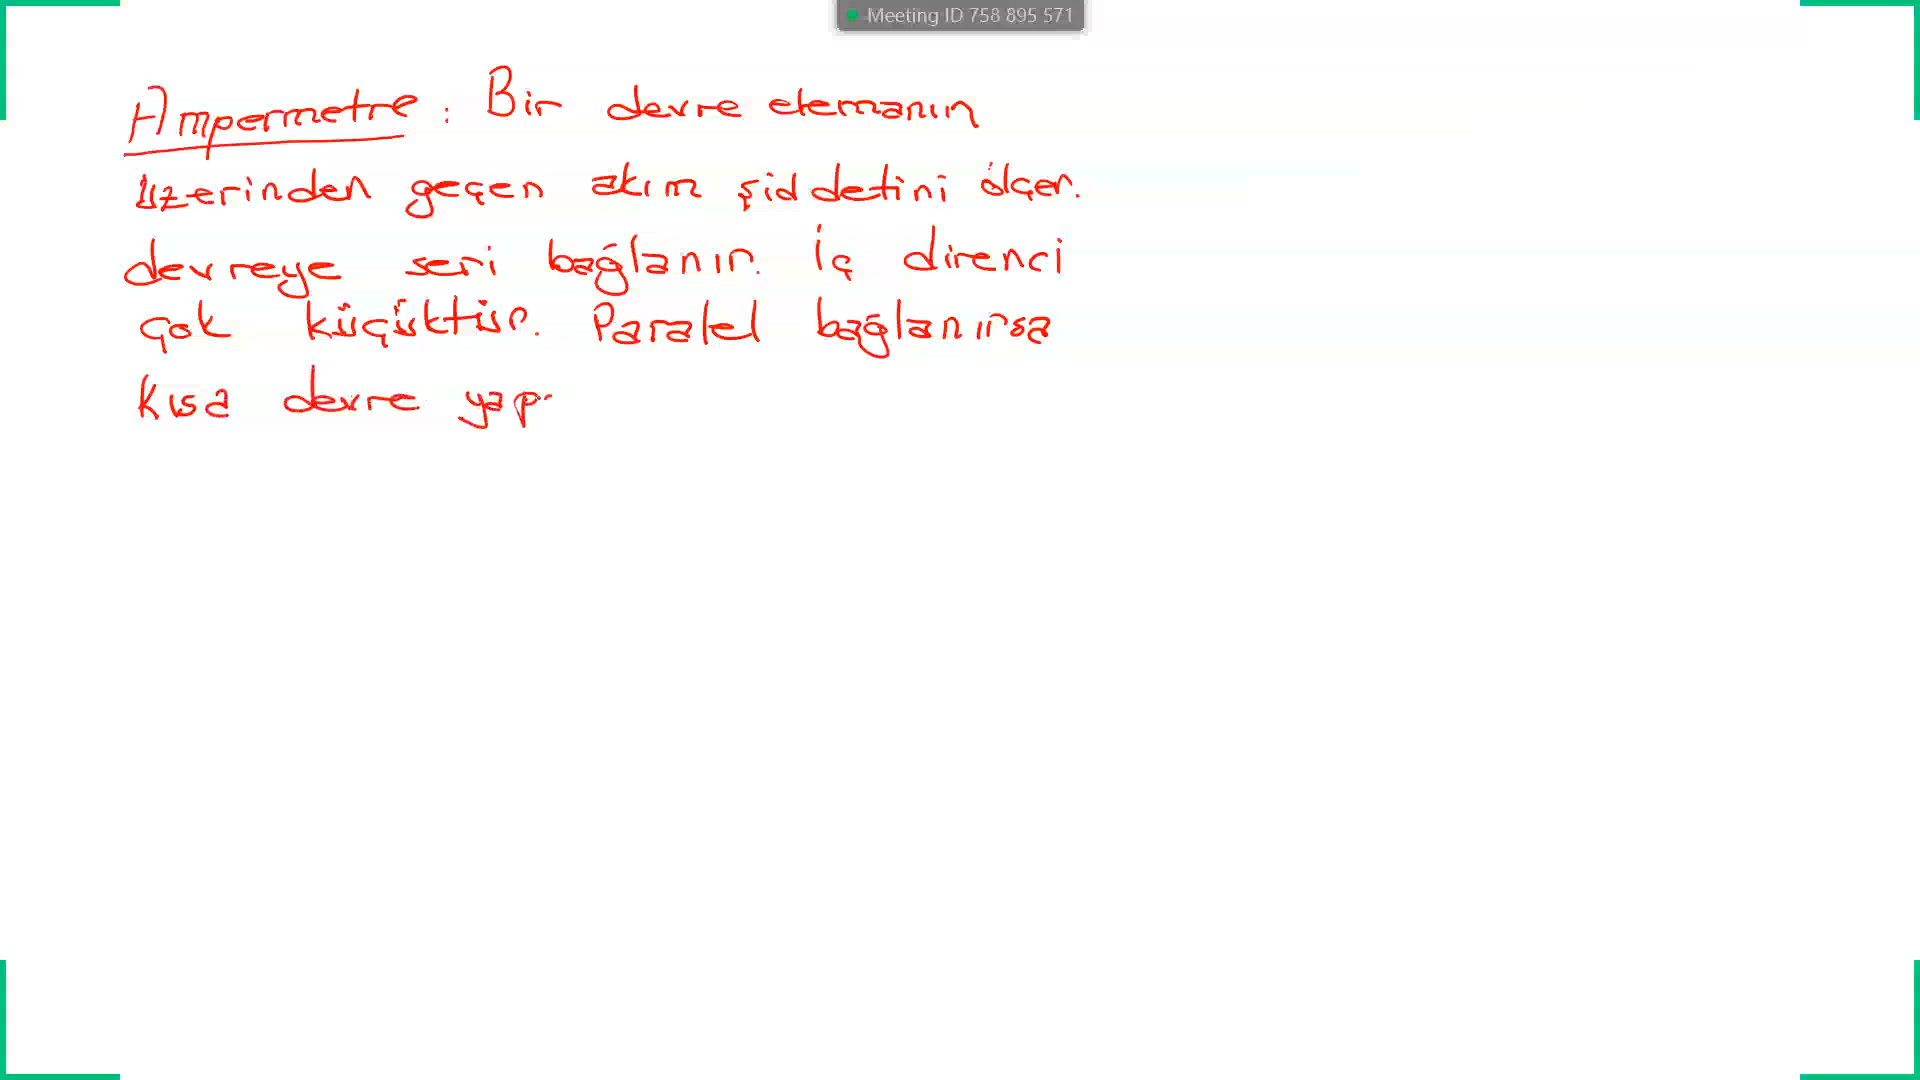 Meeting ID 758 895 571
Ampermetre : Bir devre elemanın
üzerinden geçen akım şiddetini ölçer.
devreye seri bağlanır. İç direnci
çok küçüktür. Paralel bağlanırsa
kısa devre yap